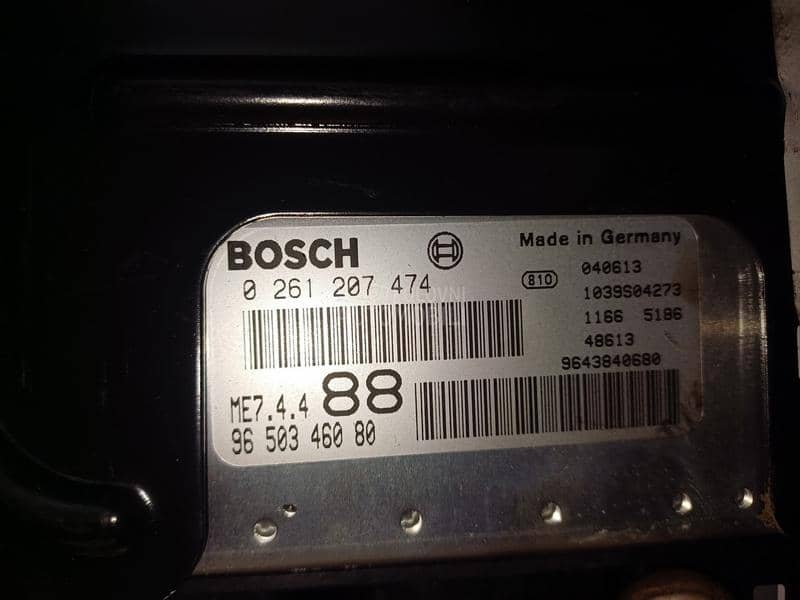 BOSCH
Made in Germany
0 261 207 474
810
040613
1039S04273
1166 5186
48613
9643840680
ME7.4.4 88
96 503 460 80